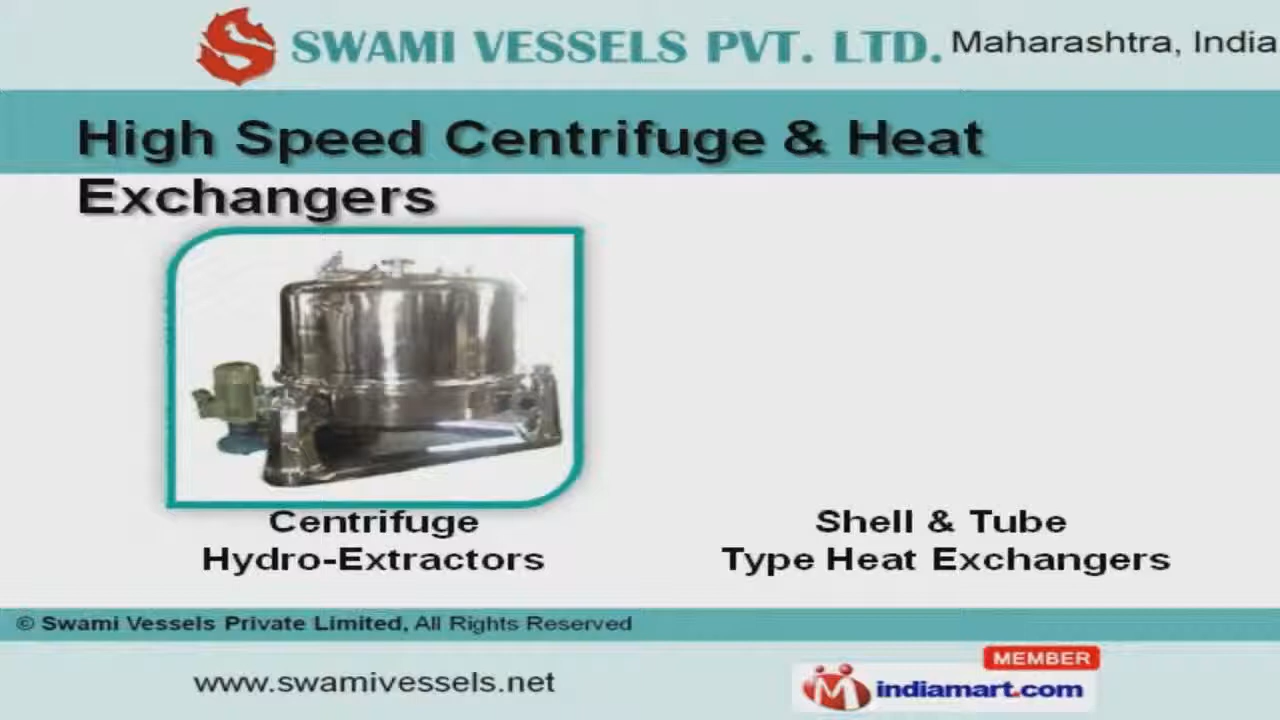 SWAMI VESSELS PVT. LTD. Maharashtra, India
High Speed Centrifuge & Heat
Exchangers
Centrifuge
Hydro-Extractors
Shell & Tube
Type Heat Exchangers
© Swami Vessels Private Limited, All Rights Reserved
www.swamivessels.net
MEMBER
indiamart.com